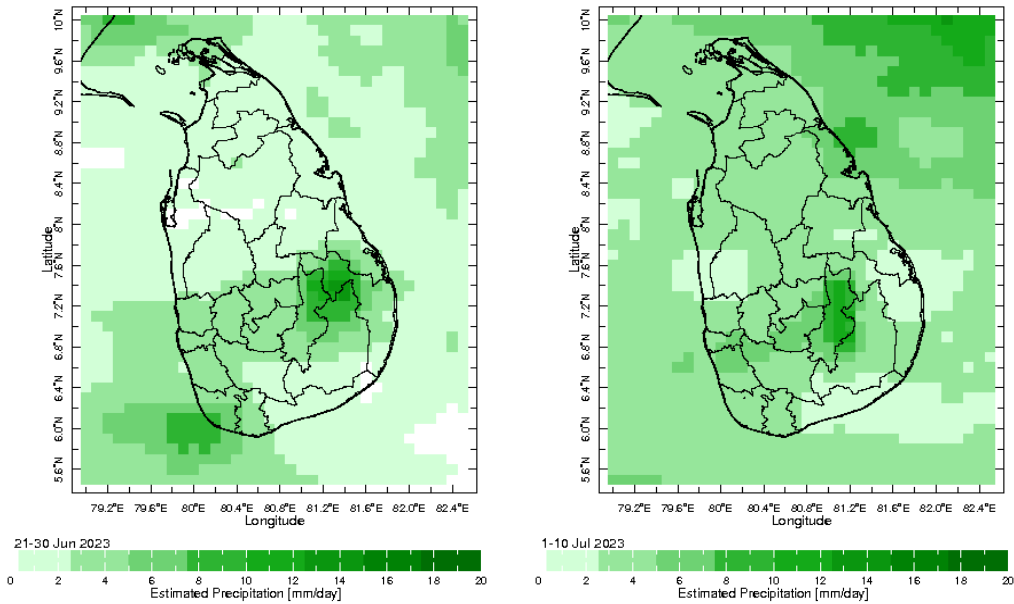 10°N
9.6°N
9.2°N
8.8°N
8.4°N
8°N
7.6°N
7.2°N
6.8°N
6.4°N
6.0°N
5.6°N
Latitude
79.2°E 79.6°E 80°E 80.4°E 80.8°E 81.2°E 81.6°E 82.0°E 82.4°E
Longitude
21-30 Jun 2023
0 2 4 6 8 10 12 14 16 18 20
Estimated Precipitation [mm/day]
10°N
9.6°N
9.2°N
8.8°N
8.4°N
8°N
7.6°N
7.2°N
6.8°N
6.4°N
6.0°N
5.6°N
Latitude
79.2°E 79.6°E 80°E 80.4°E 80.8°E 81.2°E 81.6°E 82.0°E 82.4°E
Longitude
1-10 Jul 2023
0 2 4 6 8 10 12 14 16 18 20
Estimated Precipitation [mm/day]